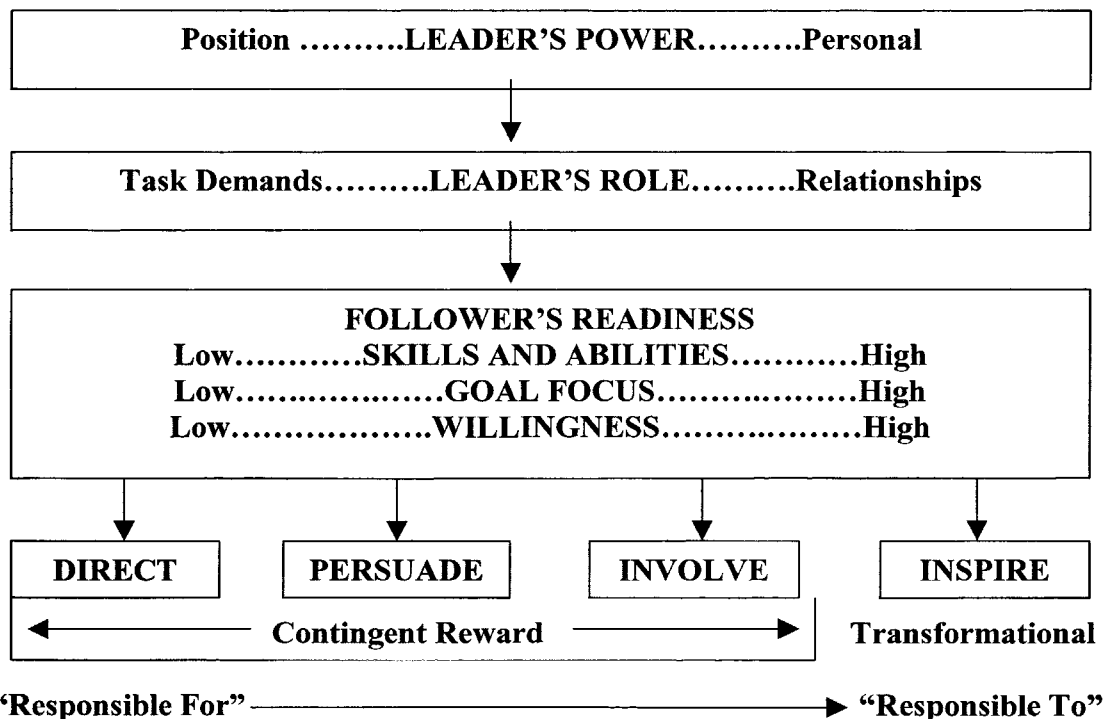 Position ……….LEADER’S POWER……….Personal
Task Demands……….LEADER’S ROLE……….Relationships
FOLLOWER’S READINESS
Low…………SKILLS AND ABILITIES…………High
Low………………..GOAL FOCUS………………..High
Low………………..WILLINGNESS………………..High
DIRECT PERSUADE INVOLVE INSPIRE
Contingent Reward Transformational
‘Responsible For” “Responsible To”